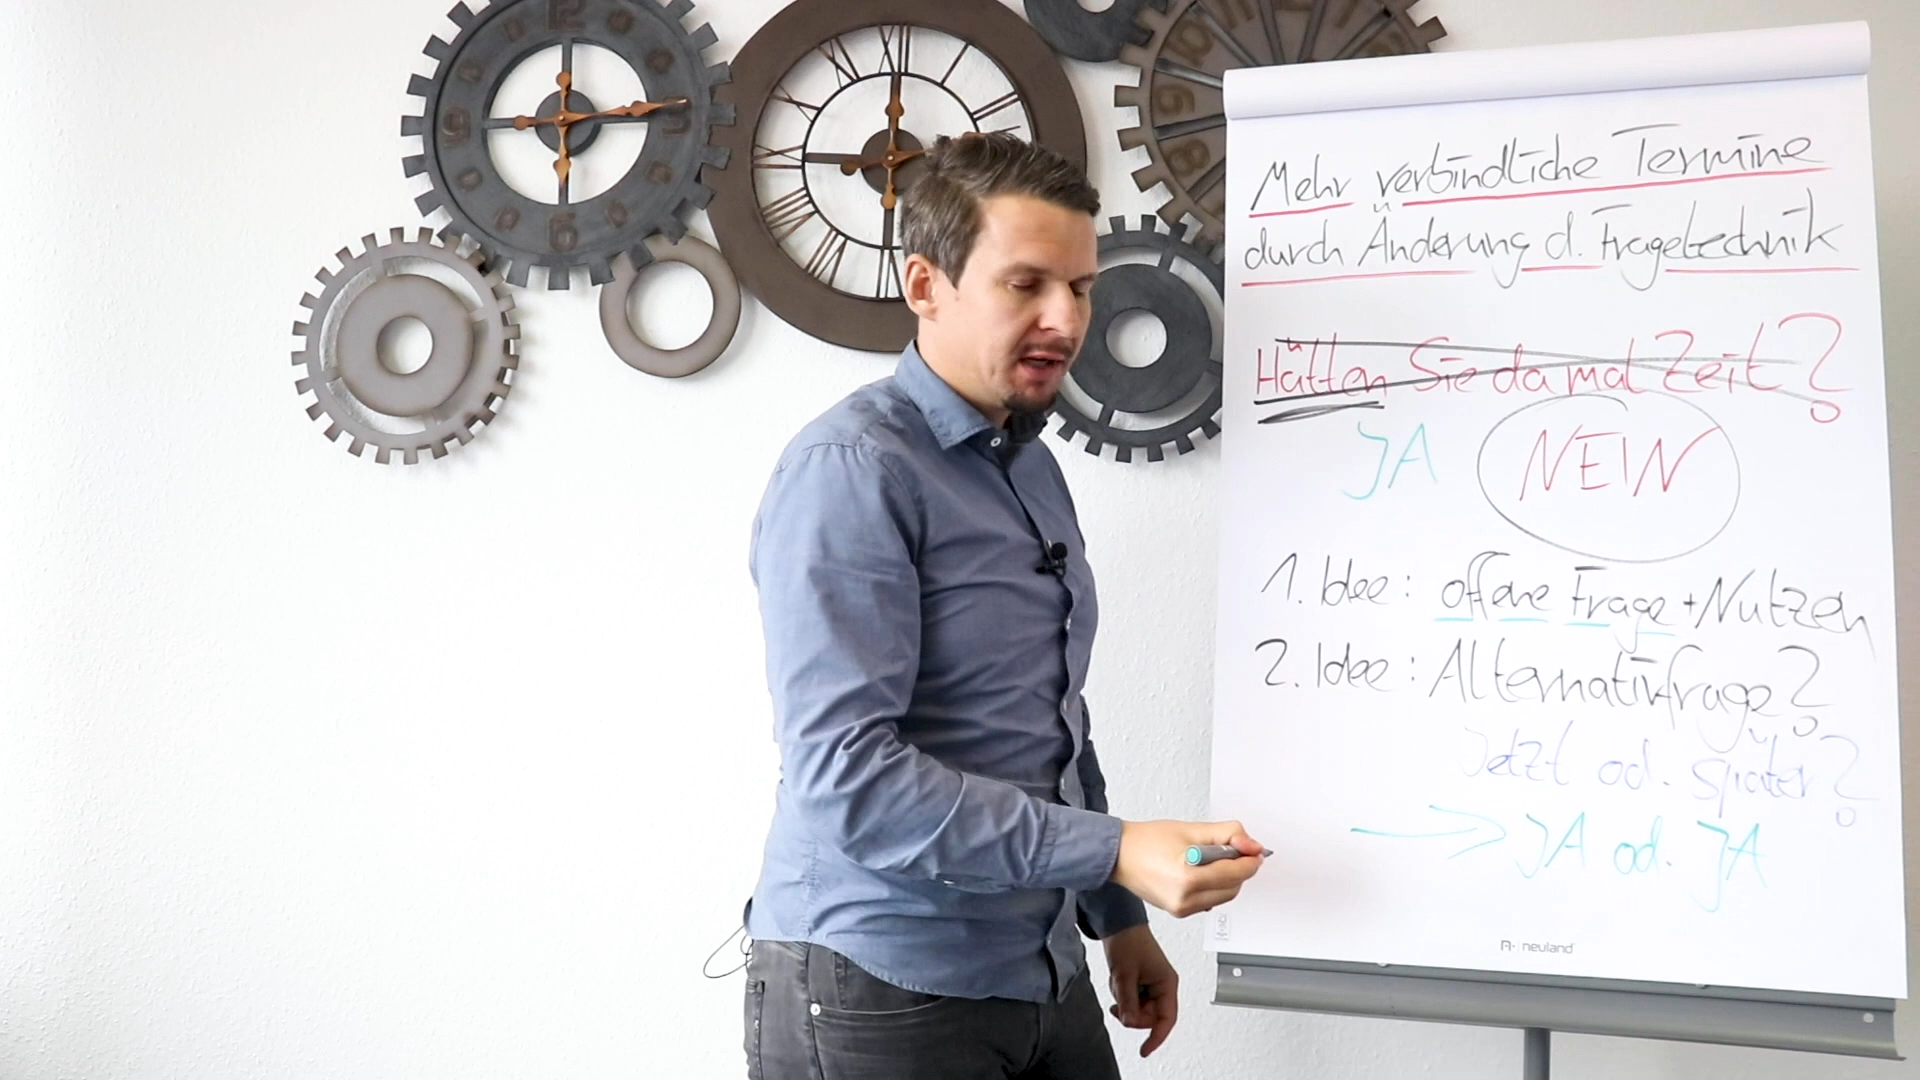 Mehr verbindliche Termine
durch Änderung d. Fragetechnik
Hätten Sie da mal Zeit?
JA NEIN
1. Idee: offene Frage + Nutzen
2. Idee: Alternativfrage?
Jetzt od. später?
JA od. JA
neuland